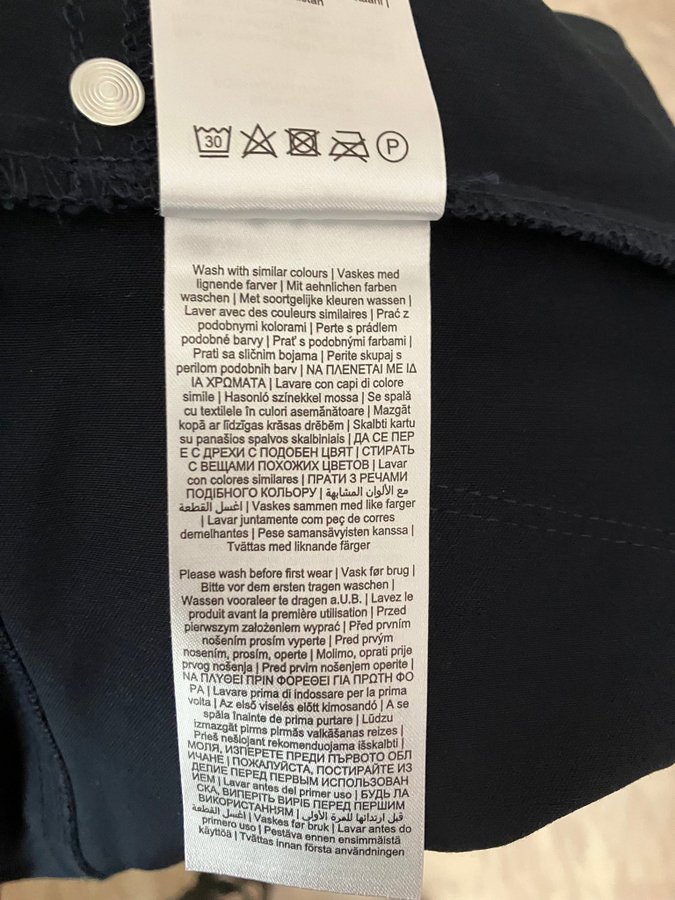 30
P
Wash with similar colours | Vaskes med
lignende farver | Mit aehnlichen farben
waschen | Met soortgelijke kleuren wassen |
Laver avec des couleurs similaires | Prać z
podobnymi kolorami | Perte s prádlem
podobné barvy | Prať s podobnými farbami |
Prati sa sličnim bojama | Perite skupaj s
perilom podobnih barv | ΝΑ ΠΛΕΝΕΤΑΙ ΜΕ ΙΔ
ΙΑ ΧΡΩΜΑΤΑ | Lavare con capi di colore
simile | Hasonló színekkel mossa | Se spală
cu textilele în culori asemănătoare | Mazgāt
kopā ar līdzīgas krāsas drēbēm | Skalbti kartu
su panašios spalvos skalbiniais | ДА СЕ ПЕР
Е С ДРЕХИ С ПОДОБЕН ЦВЯТ | СТИРАТЬ
С ВЕЩАМИ ПОХОЖИХ ЦВЕТОВ | Lavar
con colores similares | ПРАТИ З РЕЧАМИ
ПОДІБНОГО КОЛЬОРУ | مع الألوان المشابهة
اغسل القطعة | Vaskes sammen med like farger
| Lavar juntamente com peç de corres
demelhantes | Pese samansävyisten kanssa |
Tvättas med liknande färger
Please wash before first wear | Vask før brug |
Bitte vor dem ersten tragen waschen |
Wassen vooraleer te dragen a.U.B. | Lavez le
produit avant la première utilisation | Przed
pierwszym założeniem wyprać | Před prvním
nošením prosím vyperte | Pred prvým
nosením, prosím, operte | Molimo, oprati prije
prvog nošenja | Pred prvim nošenjem operite |
ΝΑ ΠΛΥΘΕΙ ΠΡΙΝ ΦΟΡΕΘΕΙ ΓΙΑ ΠΡΩΤΗ ΦΟ
ΡΑ | Lavare prima di indossare per la prima
volta | Az első viselés előtt kimosandó | A se
spăla înainte de prima purtare | Lūdzu
izmazgāt pirms pirmās valkāšanas reizes |
Prieš nešiojant rekomenduojama išskalbti |
МОЛЯ, ИЗПЕРЕТЕ ПРЕДИ ПЪРВОТО ОБЛ
ИЧАНЕ | ПОЖАЛУЙСТА, ПОСТИРАЙТЕ ИЗ
ДЕЛИЕ ПЕРЕД ПЕРВЫМ ИСПОЛЬЗОВАН
ИЕМ | Lavar antes del primer uso | БУДЬ ЛА
СКА, ВИПЕРІТЬ ВИРІБ ПЕРЕД ПЕРШИМ
ВИКОРИСТАННЯМ | قبل ارتدائها للمرة الأولى
اغسل القطعة | Vaskes før bruk | Lavar antes do
primeiro uso | Pestävä ennen ensimmäistä
käyttöä | Tvättas innan första användningen